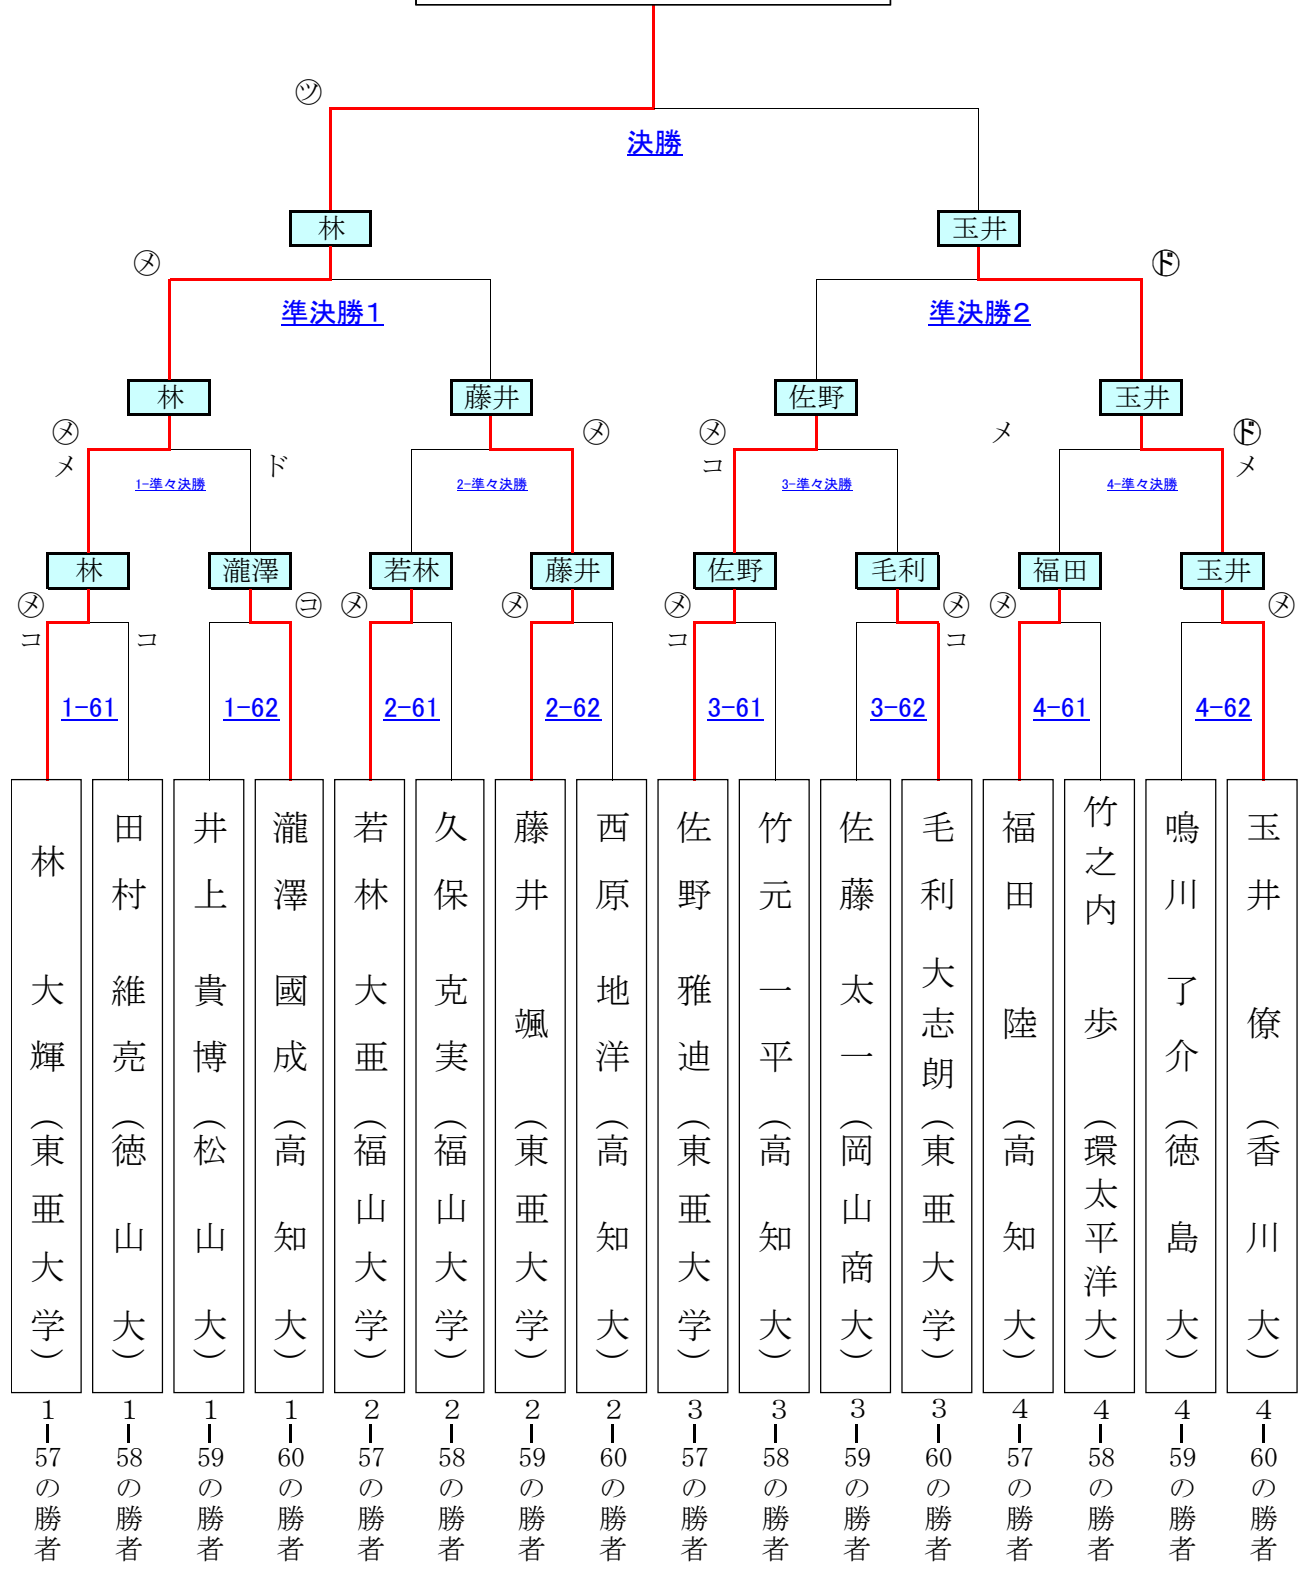 ㋡
決勝
林
玉井
㋱
㋣゙
準決勝1
準決勝2
林
藤井
佐野
玉井
㋱
メ
ド
㋱
㋱
コ
メ
㋣゙
メ
1-準々決勝
2-準々決勝
3-準々決勝
4-準々決勝
林
瀧澤
若林
藤井
佐野
毛利
福田
玉井
㋱
コ
コ
㋙
㋱
㋱
㋱
コ
㋱
コ
㋱
㋱
1-61
1-62
2-61
2-62
3-61
3-62
4-61
4-62
林 大輝(東亜大学)
田村 維亮(徳山大)
井上 貴博(松山大)
瀧澤 國成(高知大)
若林 大亜(福山大学)
久保 克実(福山大学)
藤井 颯(東亜大学)
西原 地洋(高知大)
佐野 雅迪(東亜大学)
竹元 一平(高知大)
佐藤 太一(岡山商大)
毛利 大志朗(東亜大学)
福田 陸(高知大)
竹之内 歩(環太平洋大)
鳴川 了介(徳島大)
玉井 僚(香川大)
1-57の勝者
1-58の勝者
1-59の勝者
1-60の勝者
2-57の勝者
2-58の勝者
2-59の勝者
2-60の勝者
3-57の勝者
3-58の勝者
3-59の勝者
3-60の勝者
4-57の勝者
4-58の勝者
4-59の勝者
4-60の勝者